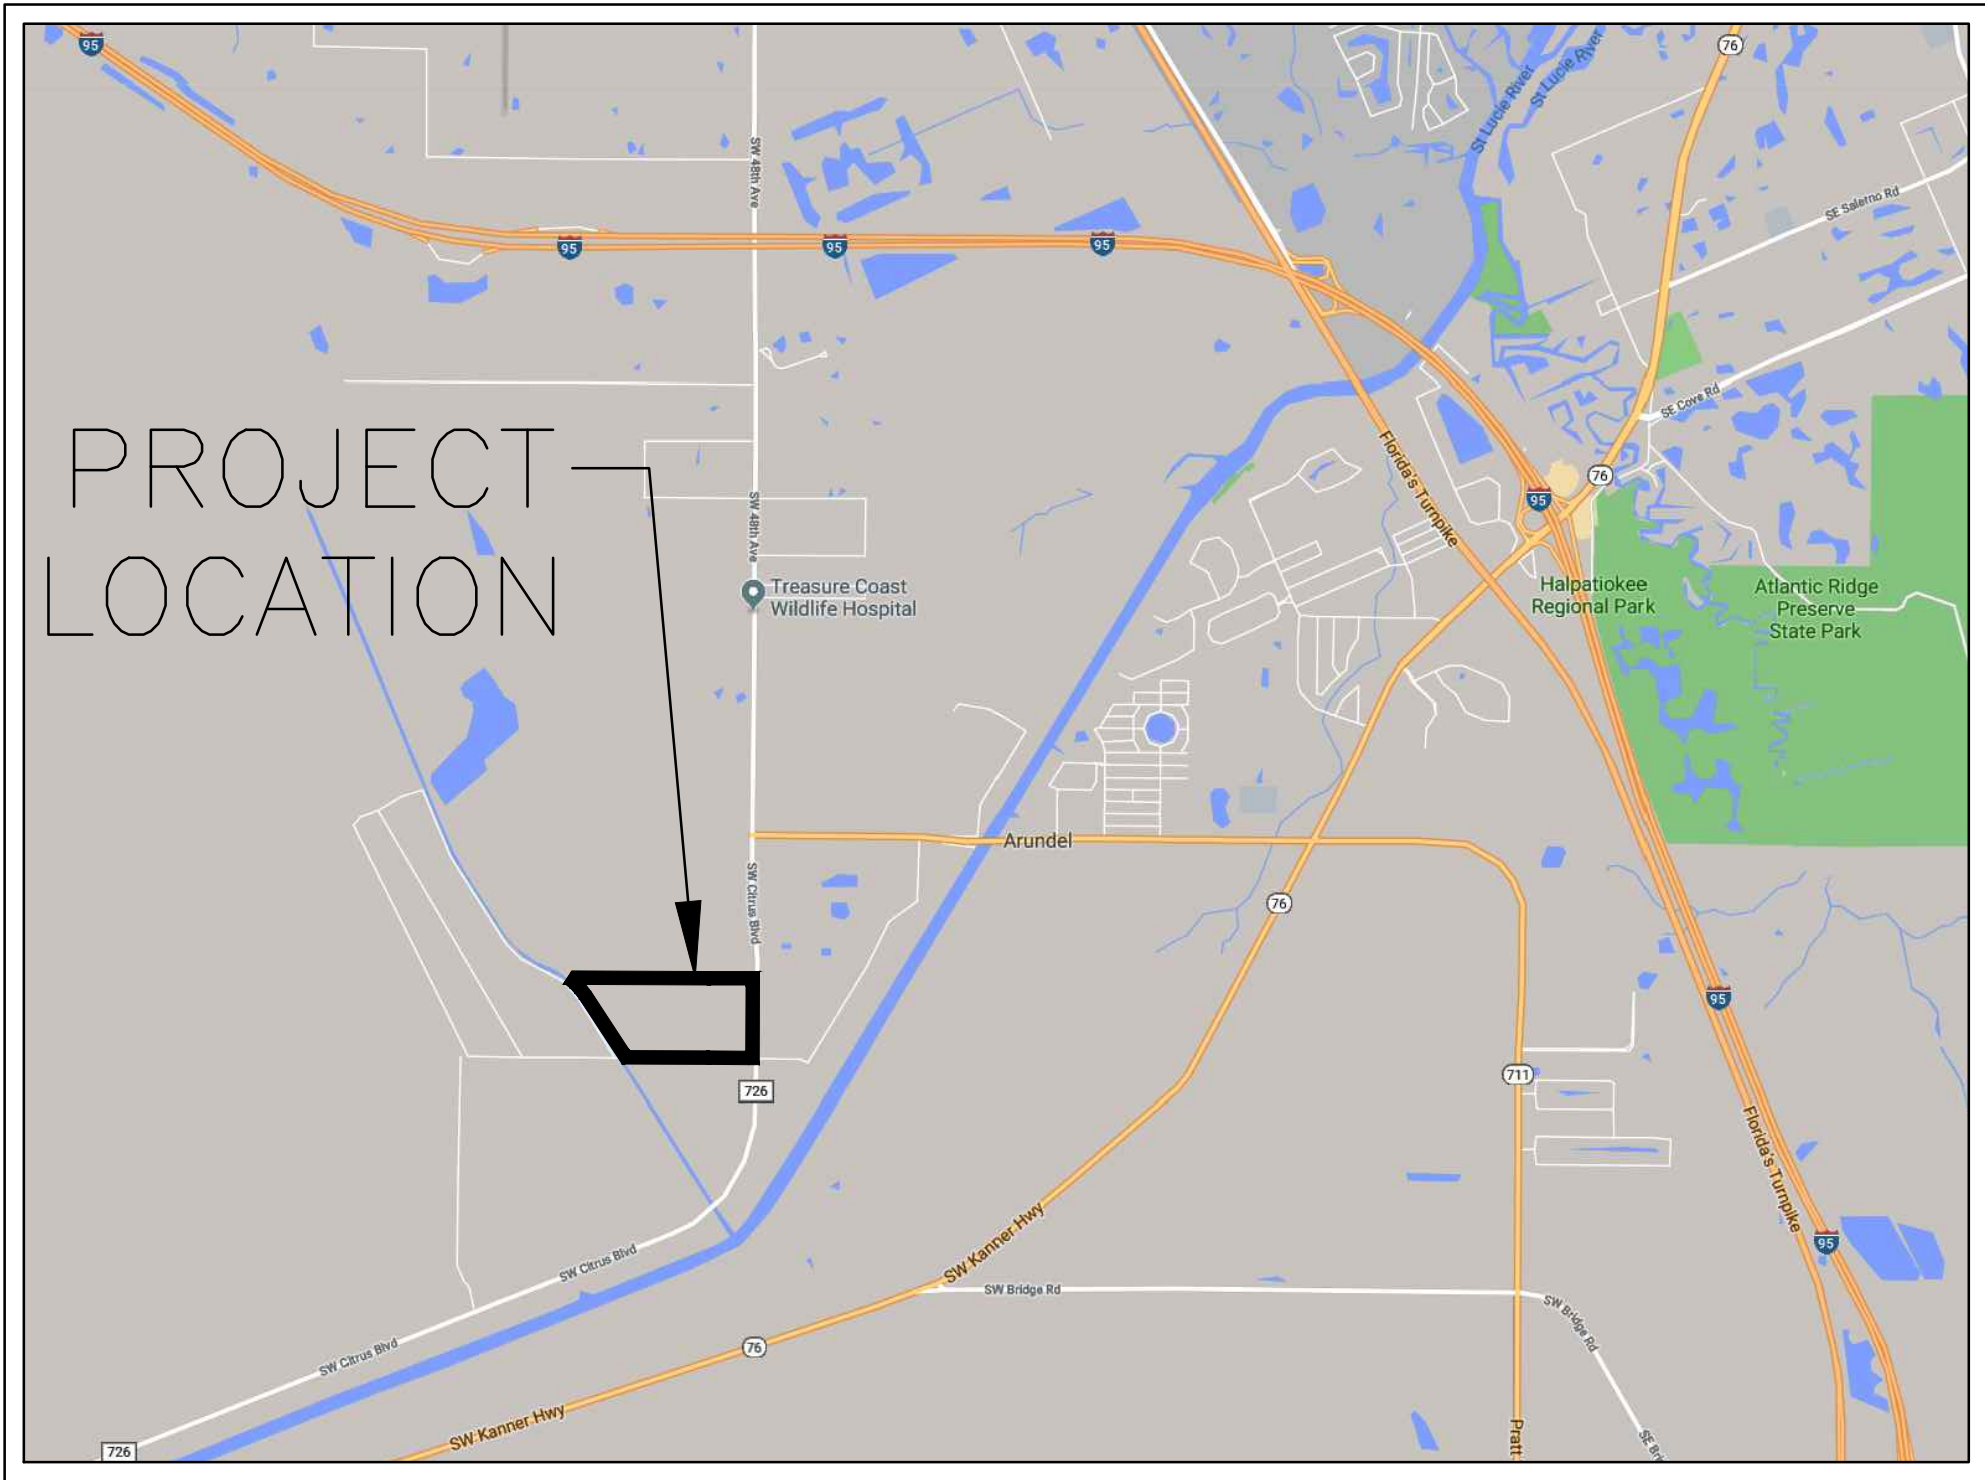 95
76
St Lucie River
St Lucie River
SW 48th Ave
SE Salerno Rd
95
95
95
SE Cove Rd
PROJECT
LOCATION
Florida's Turnpike
76
95
SW 48th Ave
Treasure Coast
Wildlife Hospital
Halpatiokee
Regional Park
Atlantic Ridge
Preserve
State Park
Arundel
SW Citrus Blvd
76
95
711
726
Florida's Turnpike
SW Kanner Hwy
95
SW Citrus Blvd
SW Bridge Rd
SW Bridge Rd
76
SW Citrus Blvd
SW Kanner Hwy
Pratt
SE Bri
726